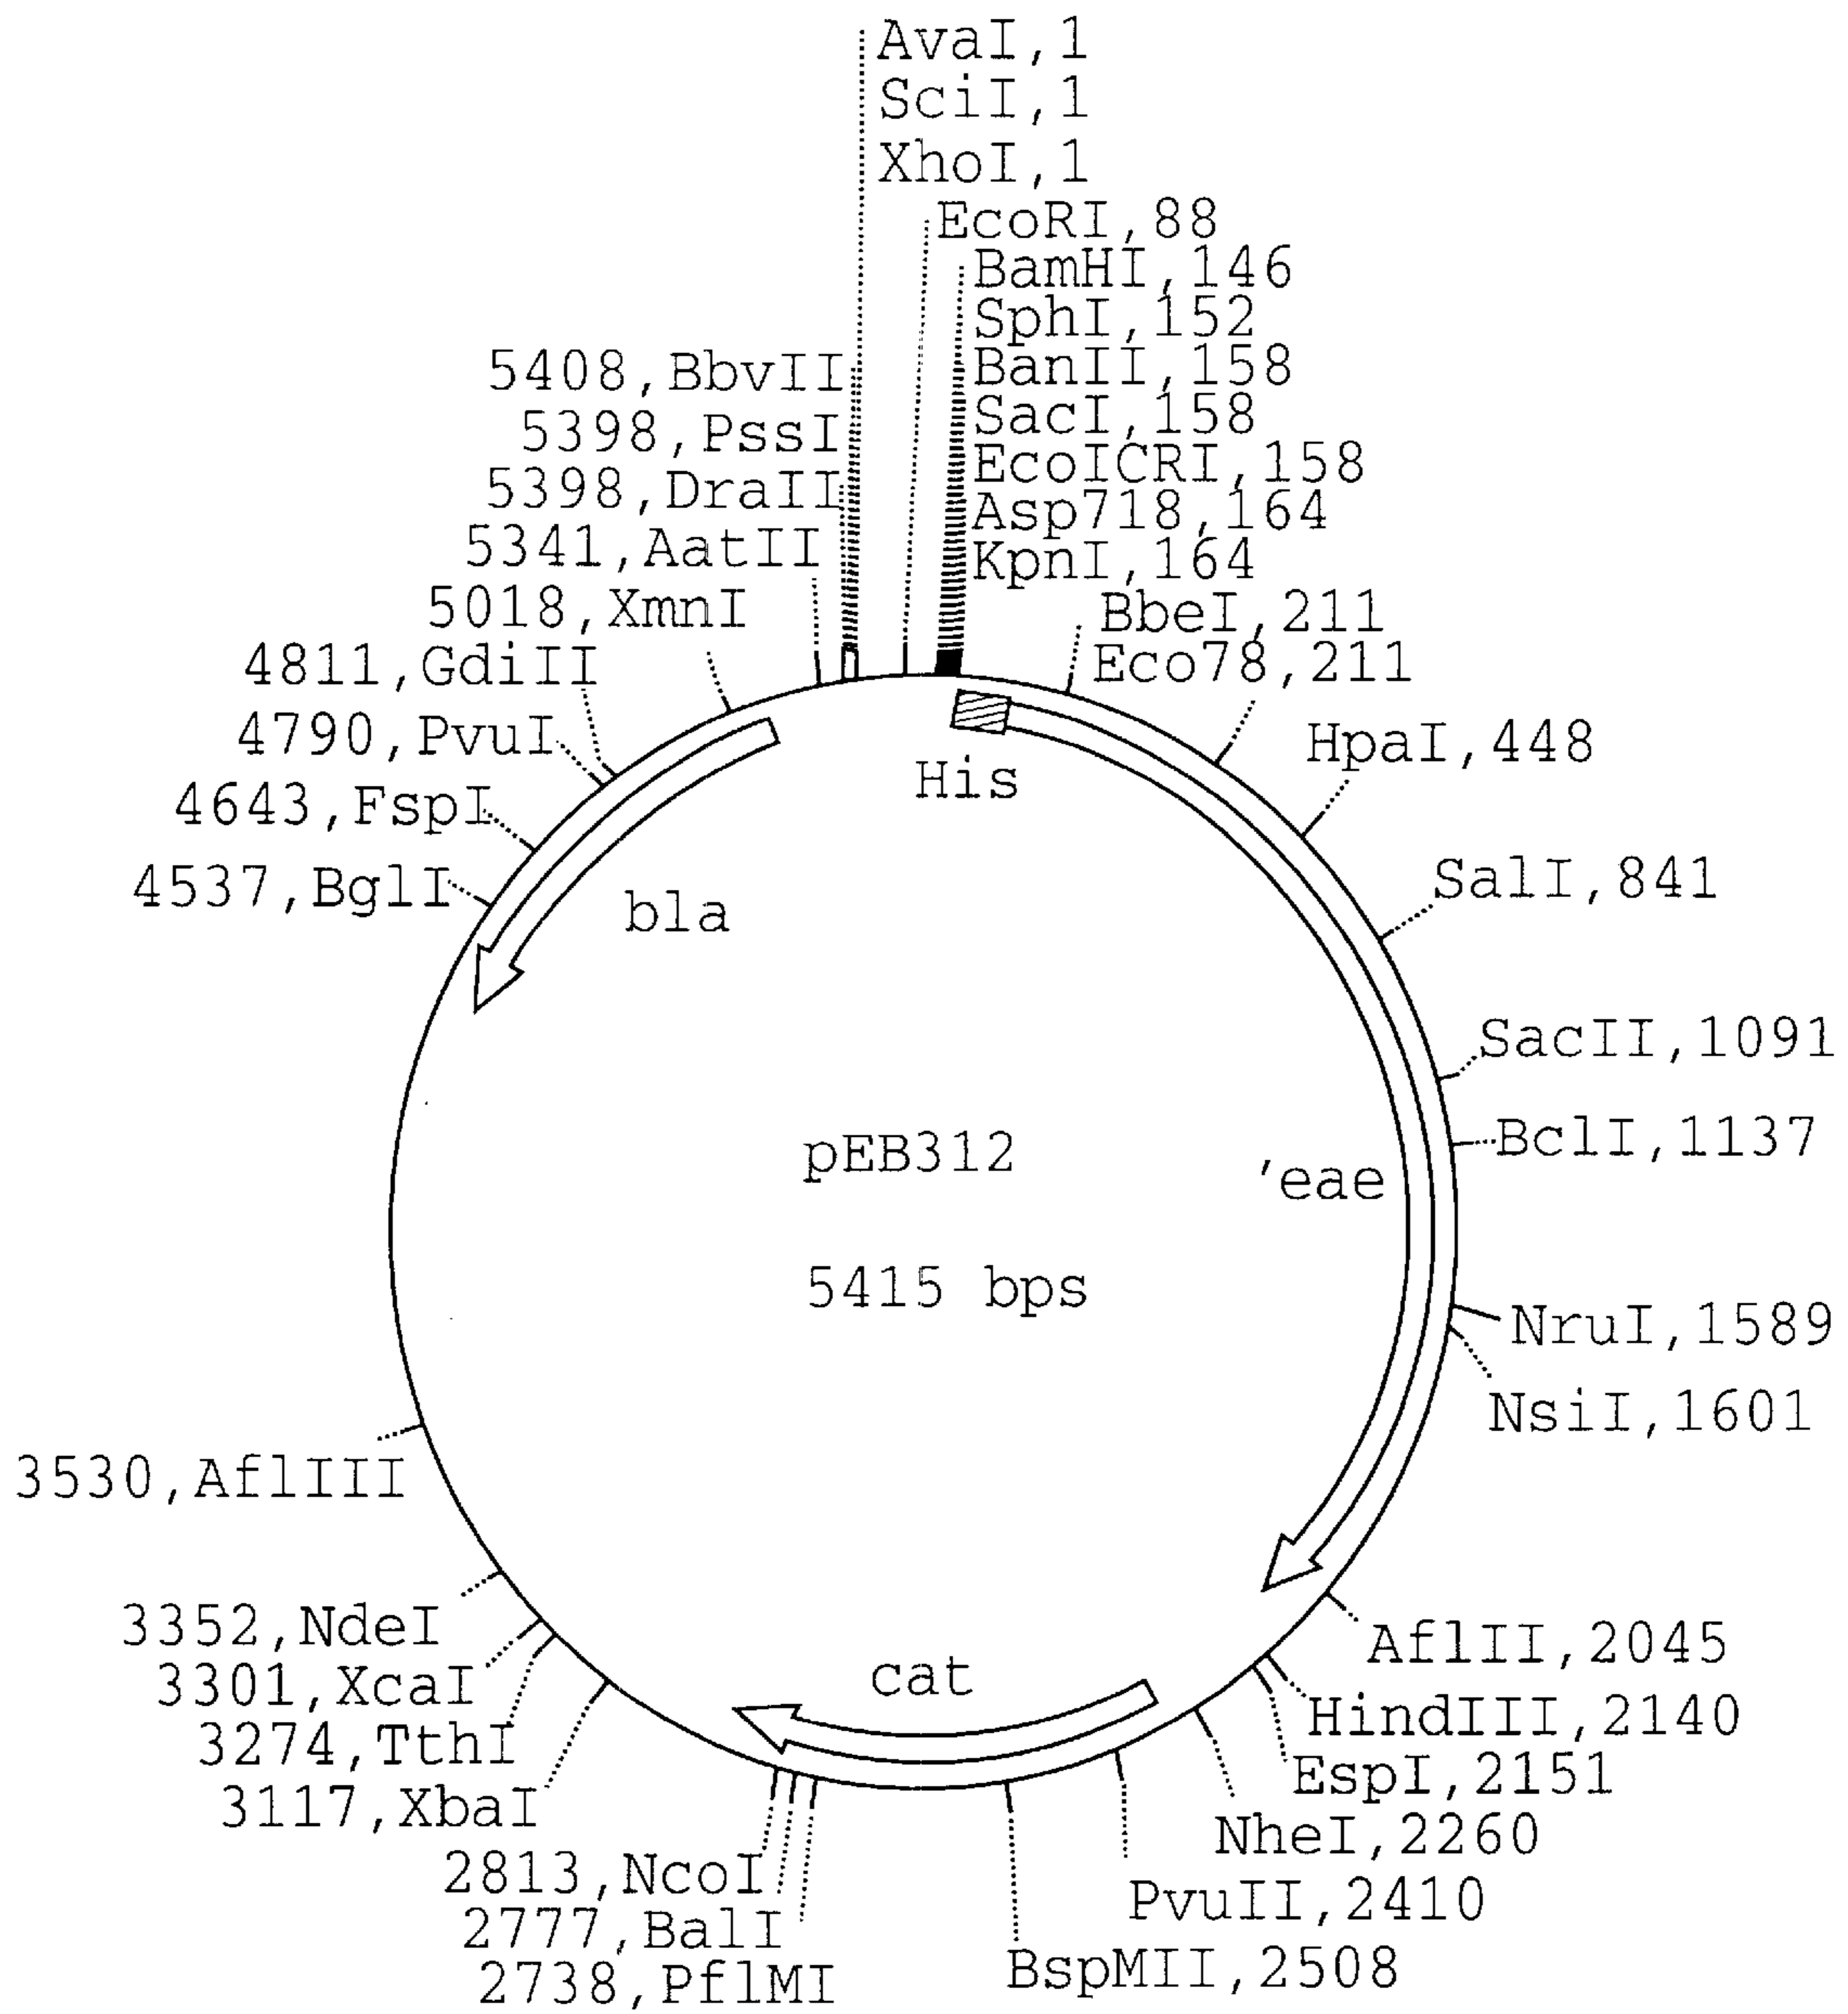 AvaI,1
SciI,1
XhoI,1
EcoRI,88
BamHI,146
SphI,152
BanII,158
SacI,158
EcoICRI,158
Asp718,164
KpnI,164
BbeI,211
Eco78,211
HpaI,448
SalI,841
SacII,1091
BclI,1137
NruI,1589
NsiI,1601
AflII,2045
HindIII,2140
EspI,2151
NheI,2260
PvuII,2410
BspMII,2508
2738,PflMI
2777,BalI
2813,NcoI
3117,XbaI
3274,TthI
3301,XcaI
3352,NdeI
3530,AflIII
4537,BglI
4643,FspI
4790,PvuI
4811,GdiII
5018,XmnI
5341,AatII
5398,DraII
5398,PssI
5408,BbvII
His
bla
'eae
cat
pEB312
5415 bps